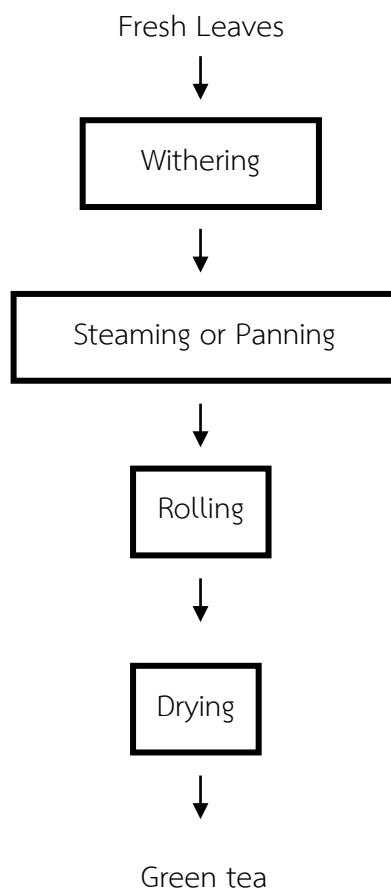 Fresh Leaves
Withering
Steaming or Panning
Rolling
Drying
Green tea